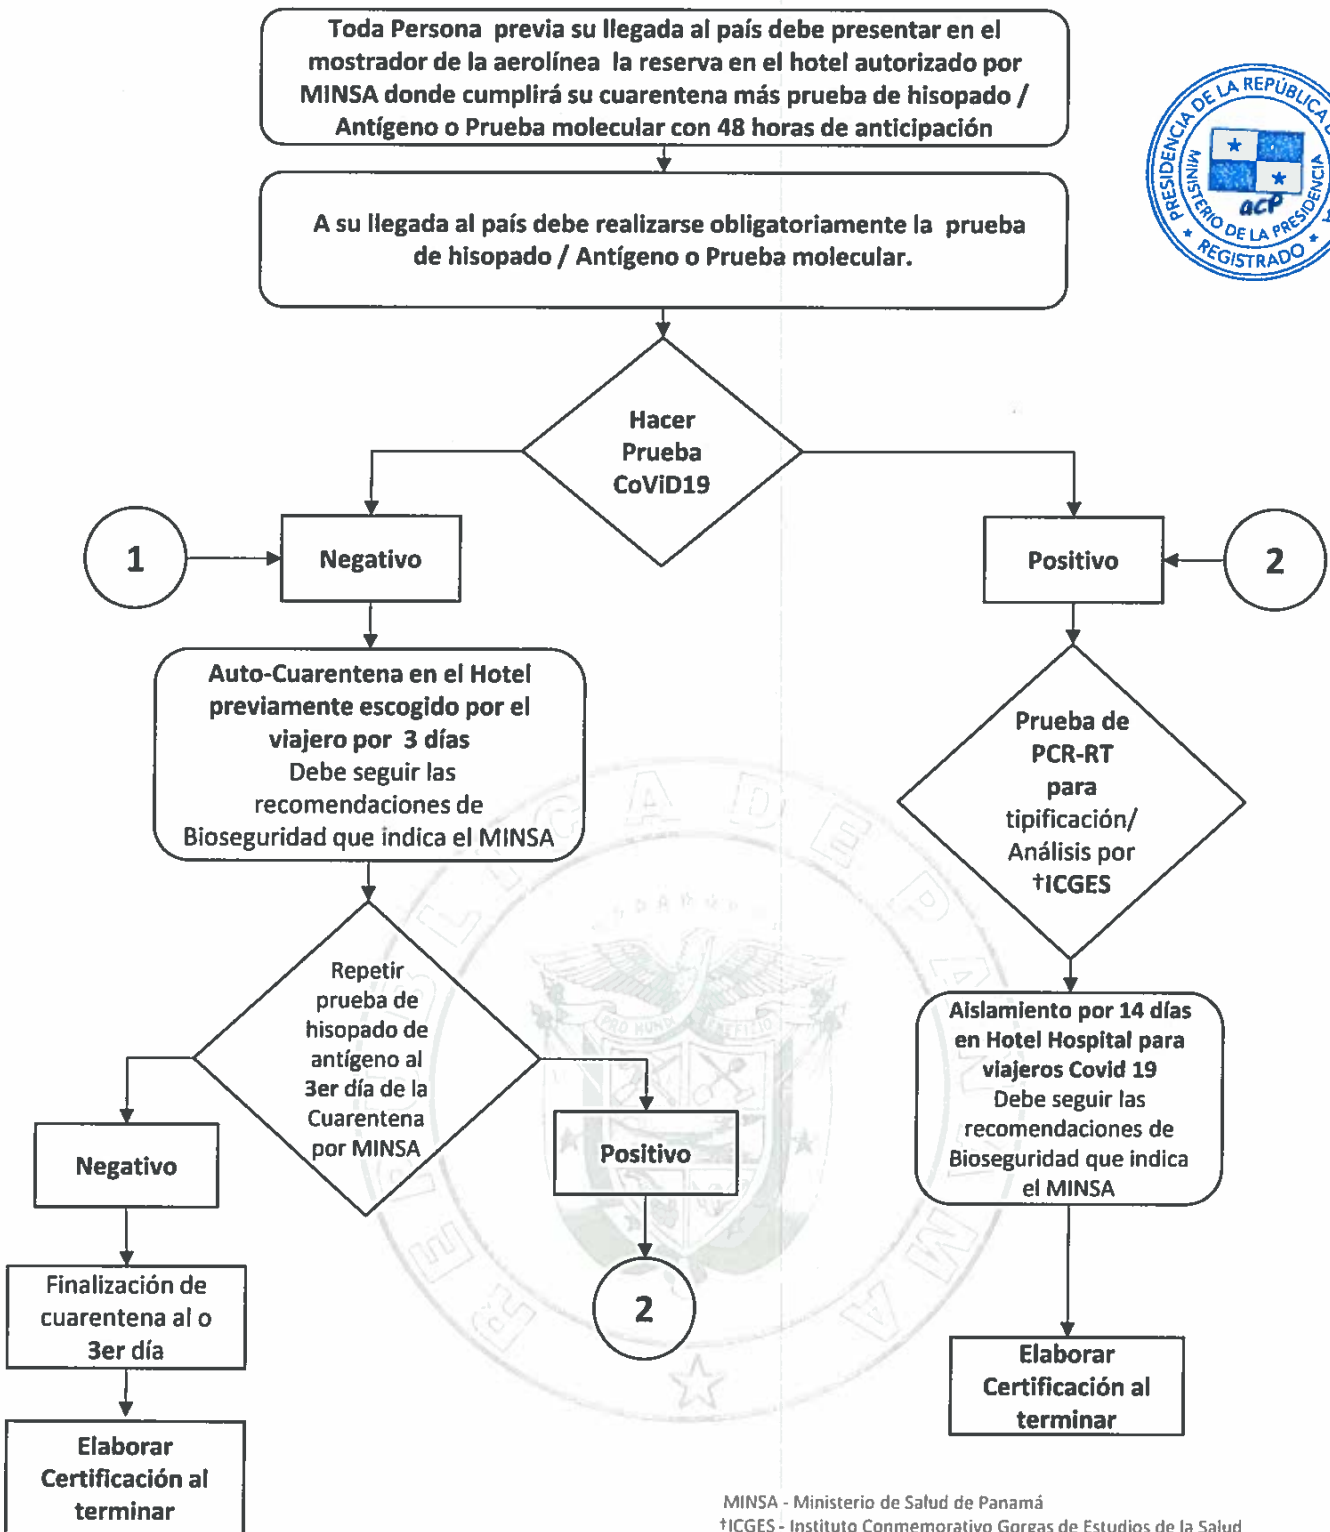 Toda Persona previa su llegada al país debe presentar en el
mostrador de la aerolínea la reserva en el hotel autorizado por
MINSA donde cumplirá su cuarentena más prueba de hisopado /
Antígeno o Prueba molecular con 48 horas de anticipación
PRESIDENCIA DE LA REPÚBLICA
MINISTERIO DE LA PRESIDENCIA
acp
REGISTRADO
A su llegada al país debe realizarse obligatoriamente la prueba
de hisopado / Antígeno o Prueba molecular.
Hacer
Prueba
CoViD19
1
Negativo
Positivo
2
Auto-Cuarentena en el Hotel
previamente escogido por el
viajero por 3 días
Debe seguir las
recomendaciones de
Bioseguridad que indica el MINSA
Prueba de
PCR-RT
para
tipificación/
Análisis por
†ICGES
Repetir
prueba de
hisopado de
antígeno al
3er día de la
Cuarentena
por MINSA
Aislamiento por 14 días
en Hotel Hospital para
viajeros Covid 19
Debe seguir las
recomendaciones de
Bioseguridad que indica
el MINSA
Negativo
Positivo
Finalización de
cuarentena al o
3er día
2
Elaborar
Certificación al
terminar
Elaborar
Certificación al
terminar
REPUBLICA DE PANAMA
PRO MUNDI BENEFICIO
MINSA - Ministerio de Salud de Panamá
†ICGES - Instituto Conmemorativo Gorgas de Estudios de la Salud